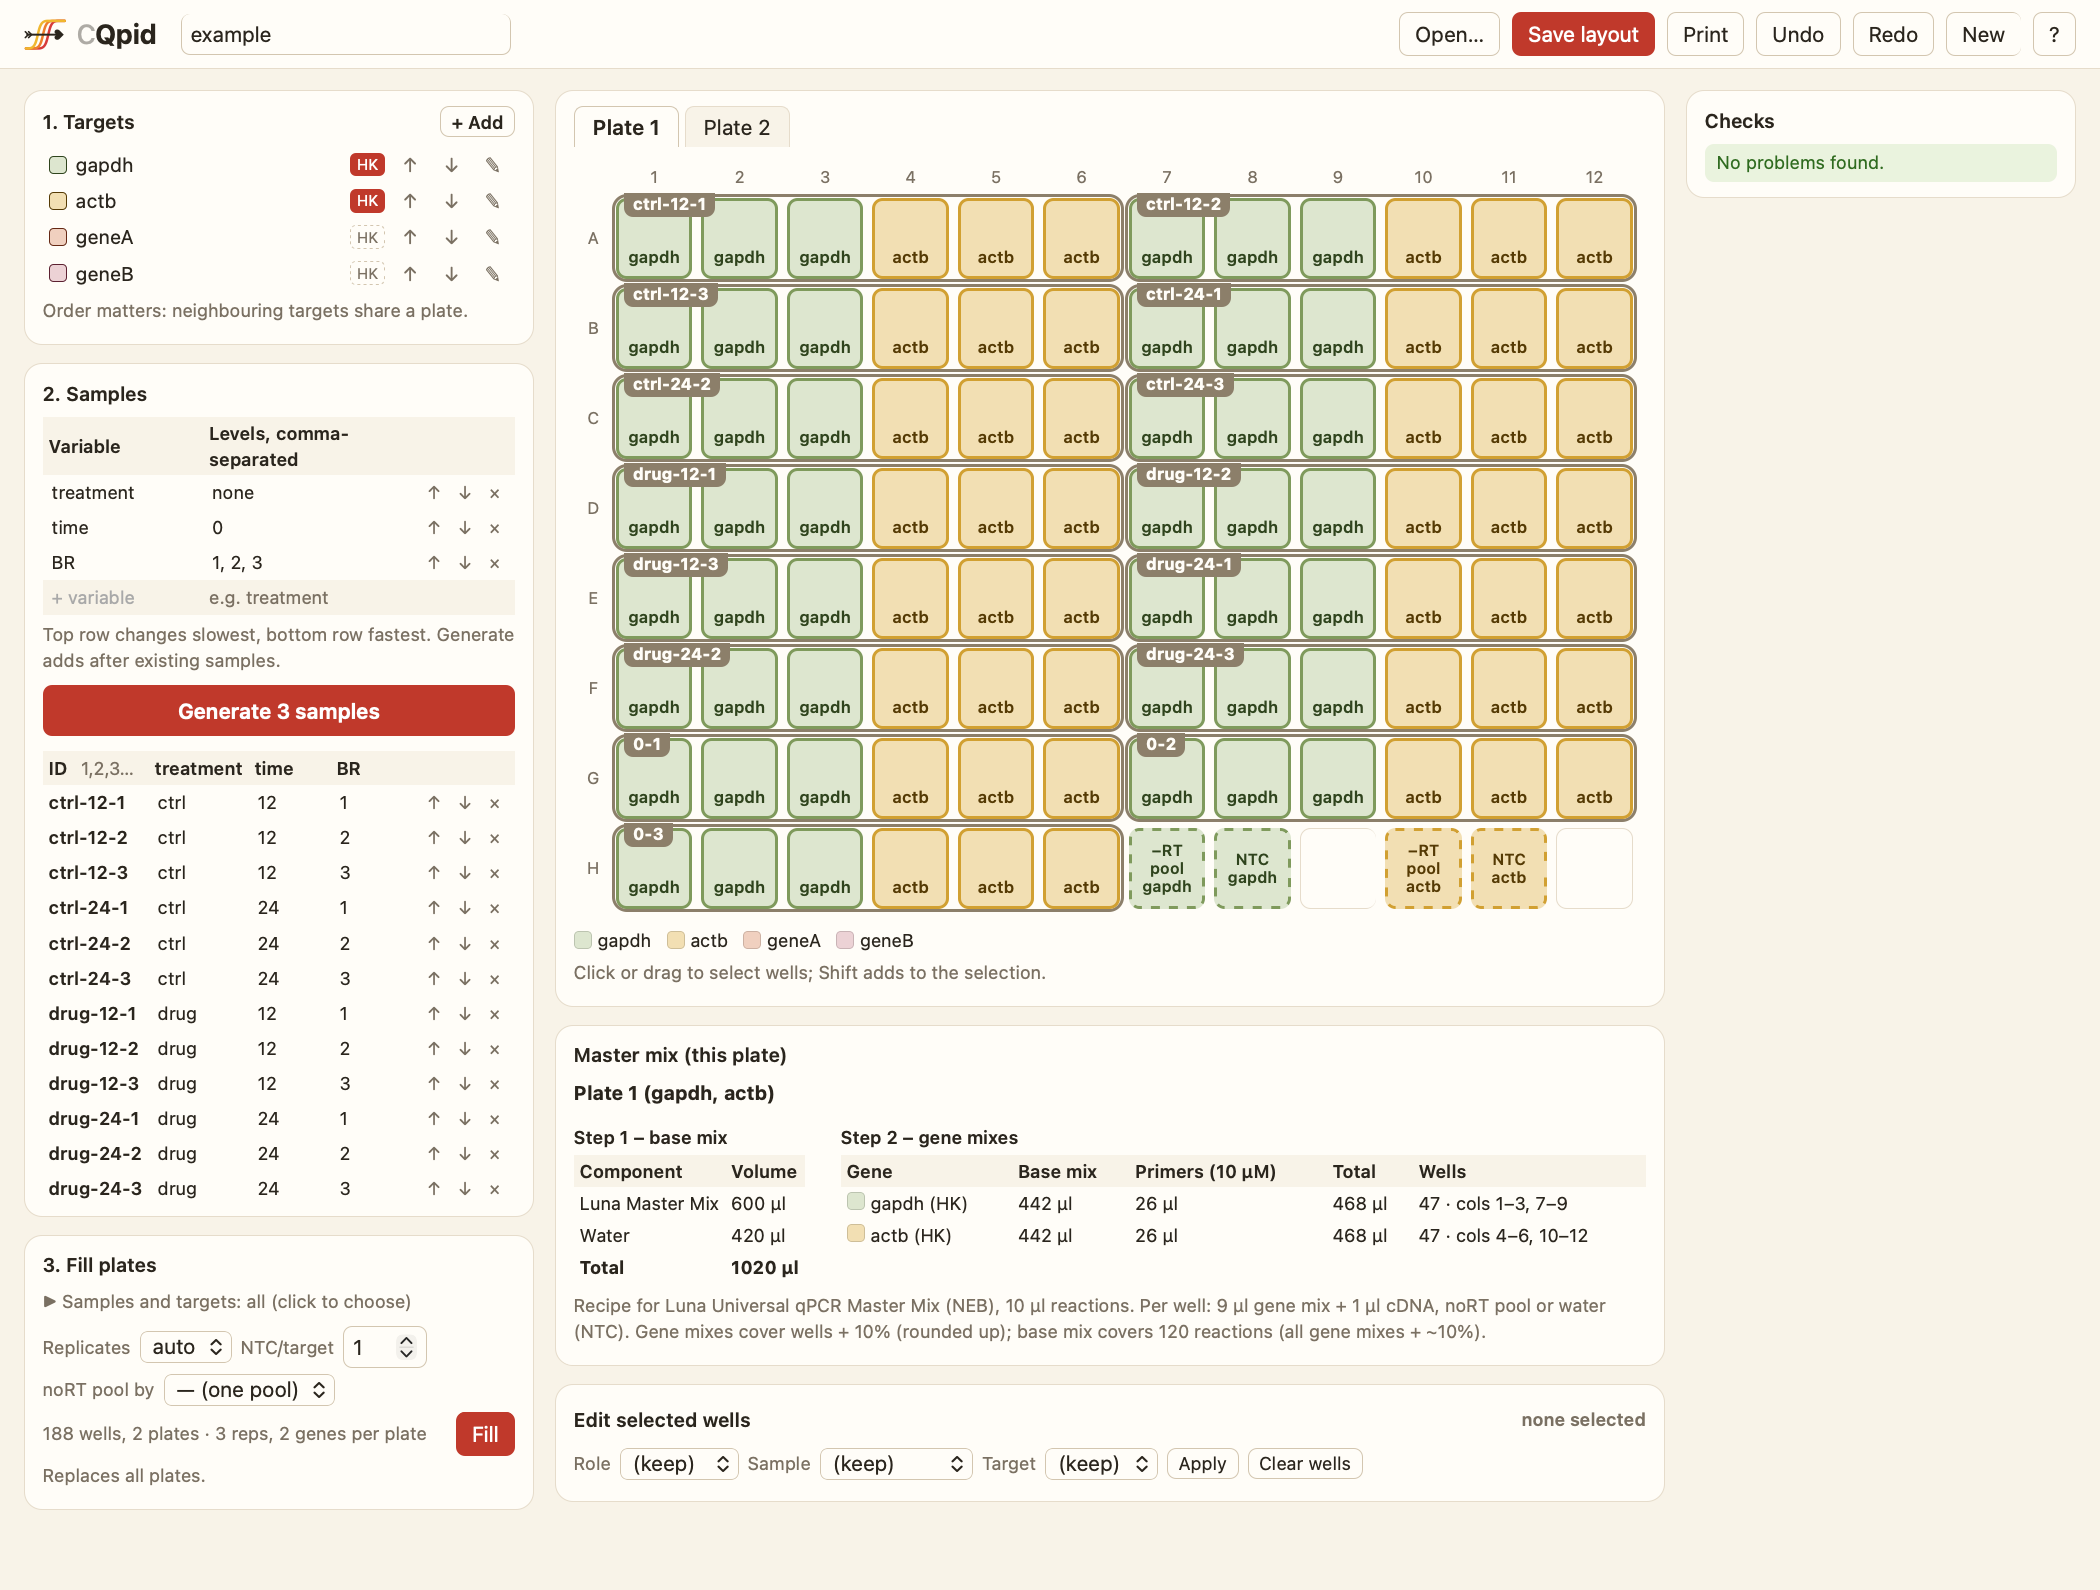 CQpid
example
Open...
Save layout
Print
Undo
Redo
New
?
1. Targets
+ Add
gapdh HK ↑ ↓ ✎
actb HK ↑ ↓ ✎
geneA HK ↑ ↓ ✎
geneB HK ↑ ↓ ✎
Order matters: neighbouring targets share a plate.
2. Samples
Variable Levels, comma-
separated
treatment none ↑ ↓ ×
time 0 ↑ ↓ ×
BR 1, 2, 3 ↑ ↓ ×
+ variable e.g. treatment
Top row changes slowest, bottom row fastest. Generate
adds after existing samples.
Generate 3 samples
ID 1,2,3... treatment time BR
ctrl-12-1 ctrl 12 1 ↑ ↓ ×
ctrl-12-2 ctrl 12 2 ↑ ↓ ×
ctrl-12-3 ctrl 12 3 ↑ ↓ ×
ctrl-24-1 ctrl 24 1 ↑ ↓ ×
ctrl-24-2 ctrl 24 2 ↑ ↓ ×
ctrl-24-3 ctrl 24 3 ↑ ↓ ×
drug-12-1 drug 12 1 ↑ ↓ ×
drug-12-2 drug 12 2 ↑ ↓ ×
drug-12-3 drug 12 3 ↑ ↓ ×
drug-24-1 drug 24 1 ↑ ↓ ×
drug-24-2 drug 24 2 ↑ ↓ ×
drug-24-3 drug 24 3 ↑ ↓ ×
3. Fill plates
▶ Samples and targets: all (click to choose)
Replicates auto NTC/target 1
noRT pool by — (one pool)
188 wells, 2 plates · 3 reps, 2 genes per plate Fill
Replaces all plates.
Plate 1 Plate 2
1 2 3 4 5 6 7 8 9 10 11 12
ctrl-12-1 ctrl-12-2
A gapdh gapdh gapdh actb actb actb gapdh gapdh gapdh actb actb actb
ctrl-12-3 ctrl-24-1
B gapdh gapdh gapdh actb actb actb gapdh gapdh gapdh actb actb actb
ctrl-24-2 ctrl-24-3
C gapdh gapdh gapdh actb actb actb gapdh gapdh gapdh actb actb actb
drug-12-1 drug-12-2
D gapdh gapdh gapdh actb actb actb gapdh gapdh gapdh actb actb actb
drug-12-3 drug-24-1
E gapdh gapdh gapdh actb actb actb gapdh gapdh gapdh actb actb actb
drug-24-2 drug-24-3
F gapdh gapdh gapdh actb actb actb gapdh gapdh gapdh actb actb actb
0-1 0-2
G gapdh gapdh gapdh actb actb actb gapdh gapdh gapdh actb actb actb
0-3
H gapdh gapdh gapdh actb actb actb
–RT
pool
gapdh
NTC
gapdh
–RT
pool
actb
NTC
actb
gapdh actb geneA geneB
Click or drag to select wells; Shift adds to the selection.
Master mix (this plate)
Plate 1 (gapdh, actb)
Step 1 – base mix
Component Volume
Luna Master Mix 600 µl
Water 420 µl
Total 1020 µl
Step 2 – gene mixes
Gene Base mix Primers (10 µM) Total Wells
gapdh (HK) 442 µl 26 µl 468 µl 47 · cols 1–3, 7–9
actb (HK) 442 µl 26 µl 468 µl 47 · cols 4–6, 10–12
Recipe for Luna Universal qPCR Master Mix (NEB), 10 µl reactions. Per well: 9 µl gene mix + 1 µl cDNA, noRT pool or water
(NTC). Gene mixes cover wells + 10% (rounded up); base mix covers 120 reactions (all gene mixes + ~10%).
Edit selected wells none selected
Role (keep) Sample (keep) Target (keep) Apply Clear wells
Checks
No problems found.